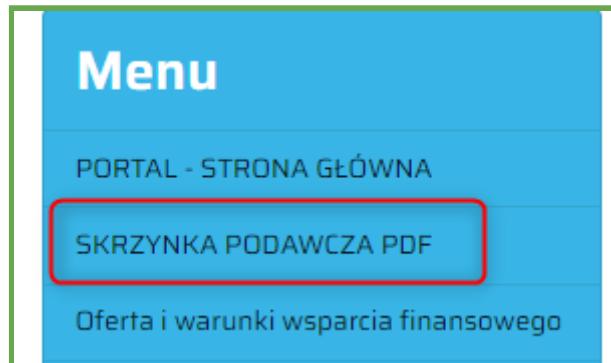 Menu
PORTAL - STRONA GŁÓWNA
SKRZYNKA PODAWCZA PDF
Oferta i warunki wsparcia finansowego